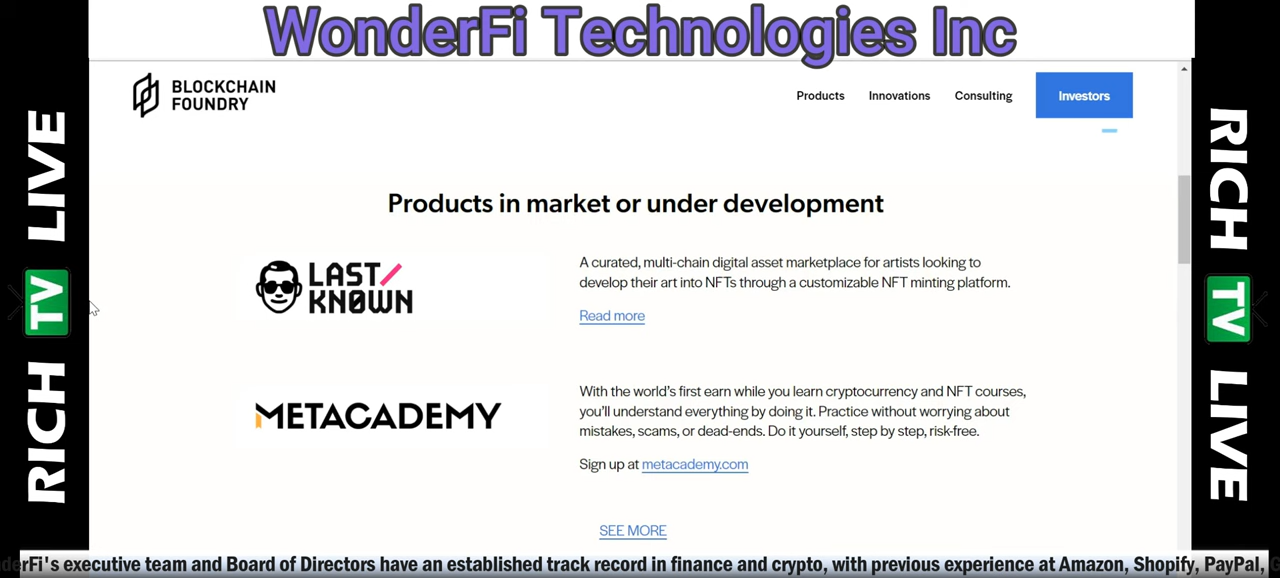 WonderFi Technologies Inc
BLOCKCHAIN
FOUNDRY
Products
Innovations
Consulting
Investors
RICH TV LIVE
RICH TV LIVE
Products in market or under development
LAST/
KNØWN
A curated, multi-chain digital asset marketplace for artists looking to
develop their art into NFTs through a customizable NFT minting platform.
Read more
METACADEMY
With the world's first earn while you learn cryptocurrency and NFT courses,
you'll understand everything by doing it. Practice without worrying about
mistakes, scams, or dead-ends. Do it yourself, step by step, risk-free.
Sign up at metacademy.com
SEE MORE
derFi's executive team and Board of Directors have an established track record in finance and crypto, with previous experience at Amazon, Shopify, PayPal,